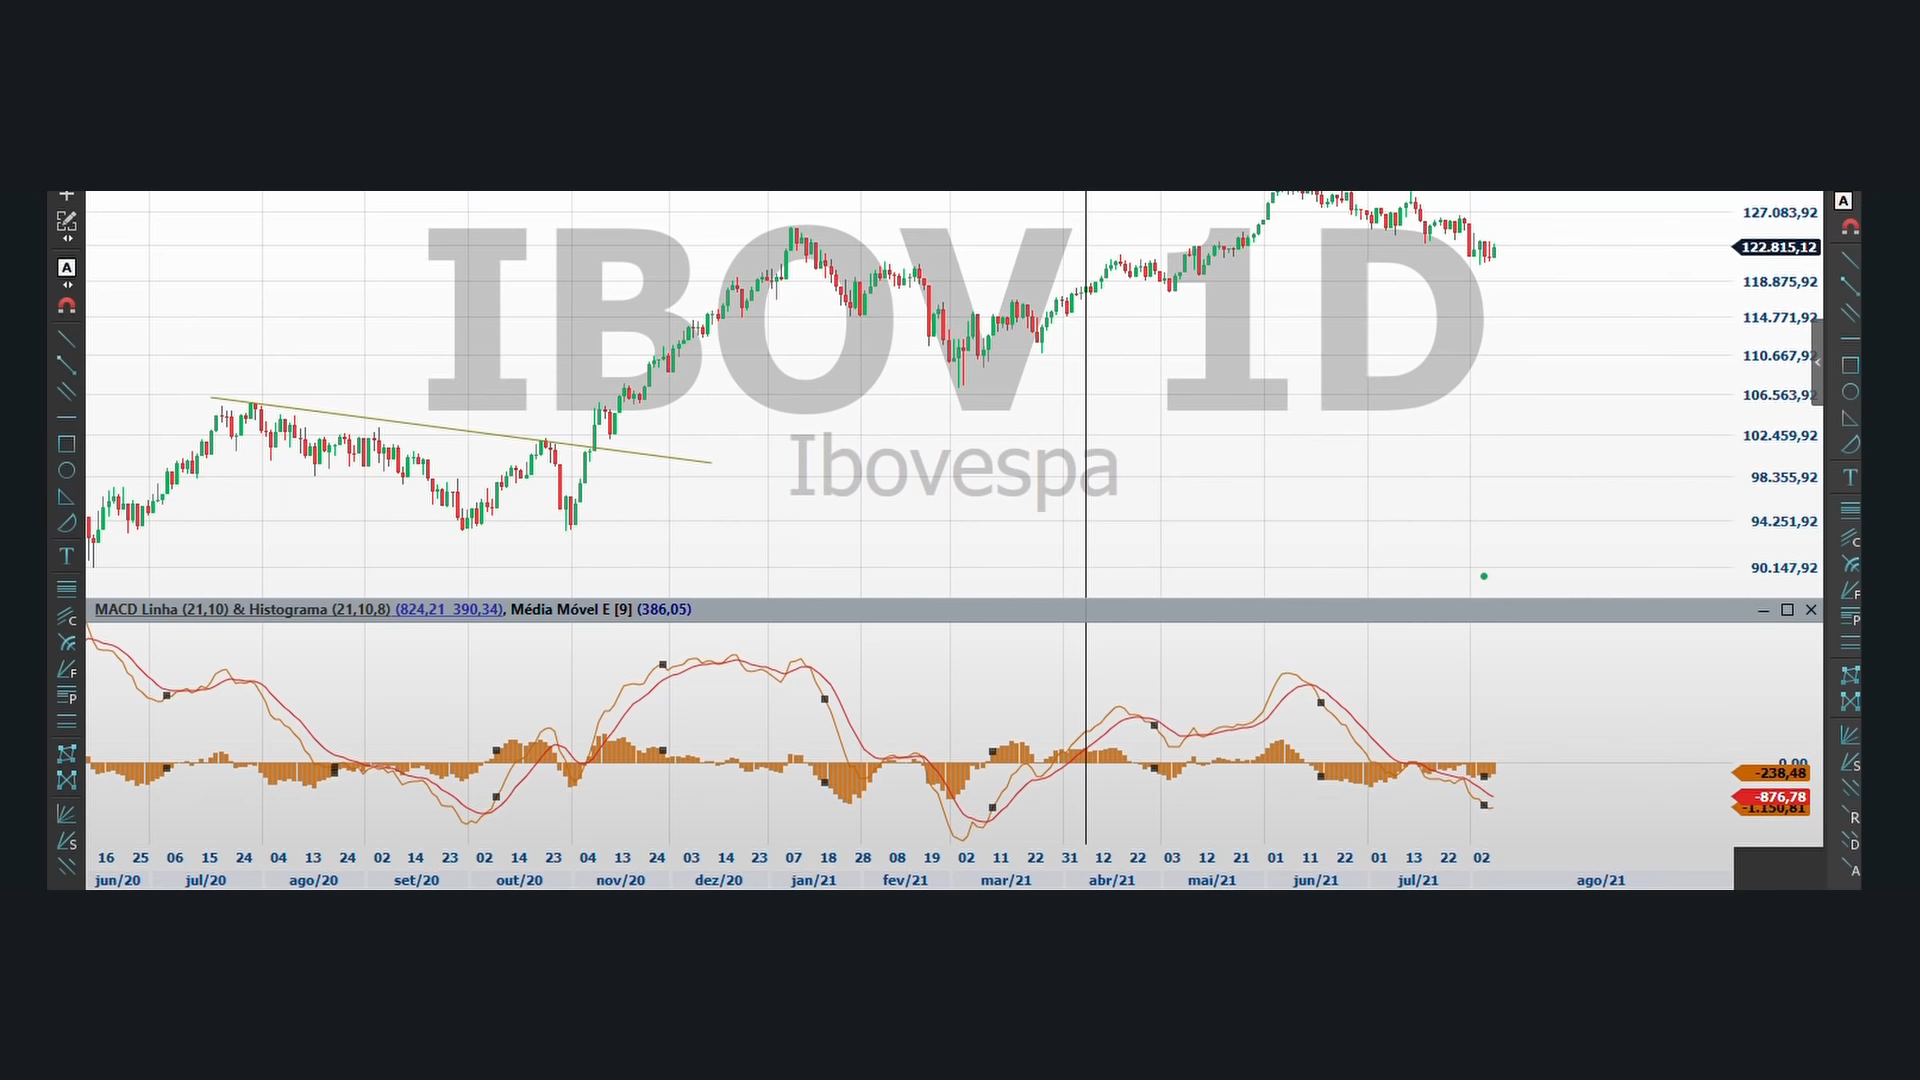 A
A
IBOV 1D
Ibovespa
127.083,92
122.815,12
118.875,92
114.771,92
110.667,92
106.563,92
102.459,92
98.355,92
94.251,92
90.147,92
MACD Linha (21,10) & Histograma (21,10,8) (824,21 390,34), Média Móvel E [9] (386,05)
0,00
-238,48
-876,78
-1.150,81
16 25 06 15 24 04 13 24 02 14 23 02 14 23 04 13 24 03 14 23 07 18 28 08 19 02 11 22 31 12 22 03 12 21 01 11 22 01 13 22 02
jun/20 jul/20 ago/20 set/20 out/20 nov/20 dez/20 jan/21 fev/21 mar/21 abr/21 mai/21 jun/21 jul/21 ago/21
T
C
F
P
S
T
C
F
P
S
R
D
A